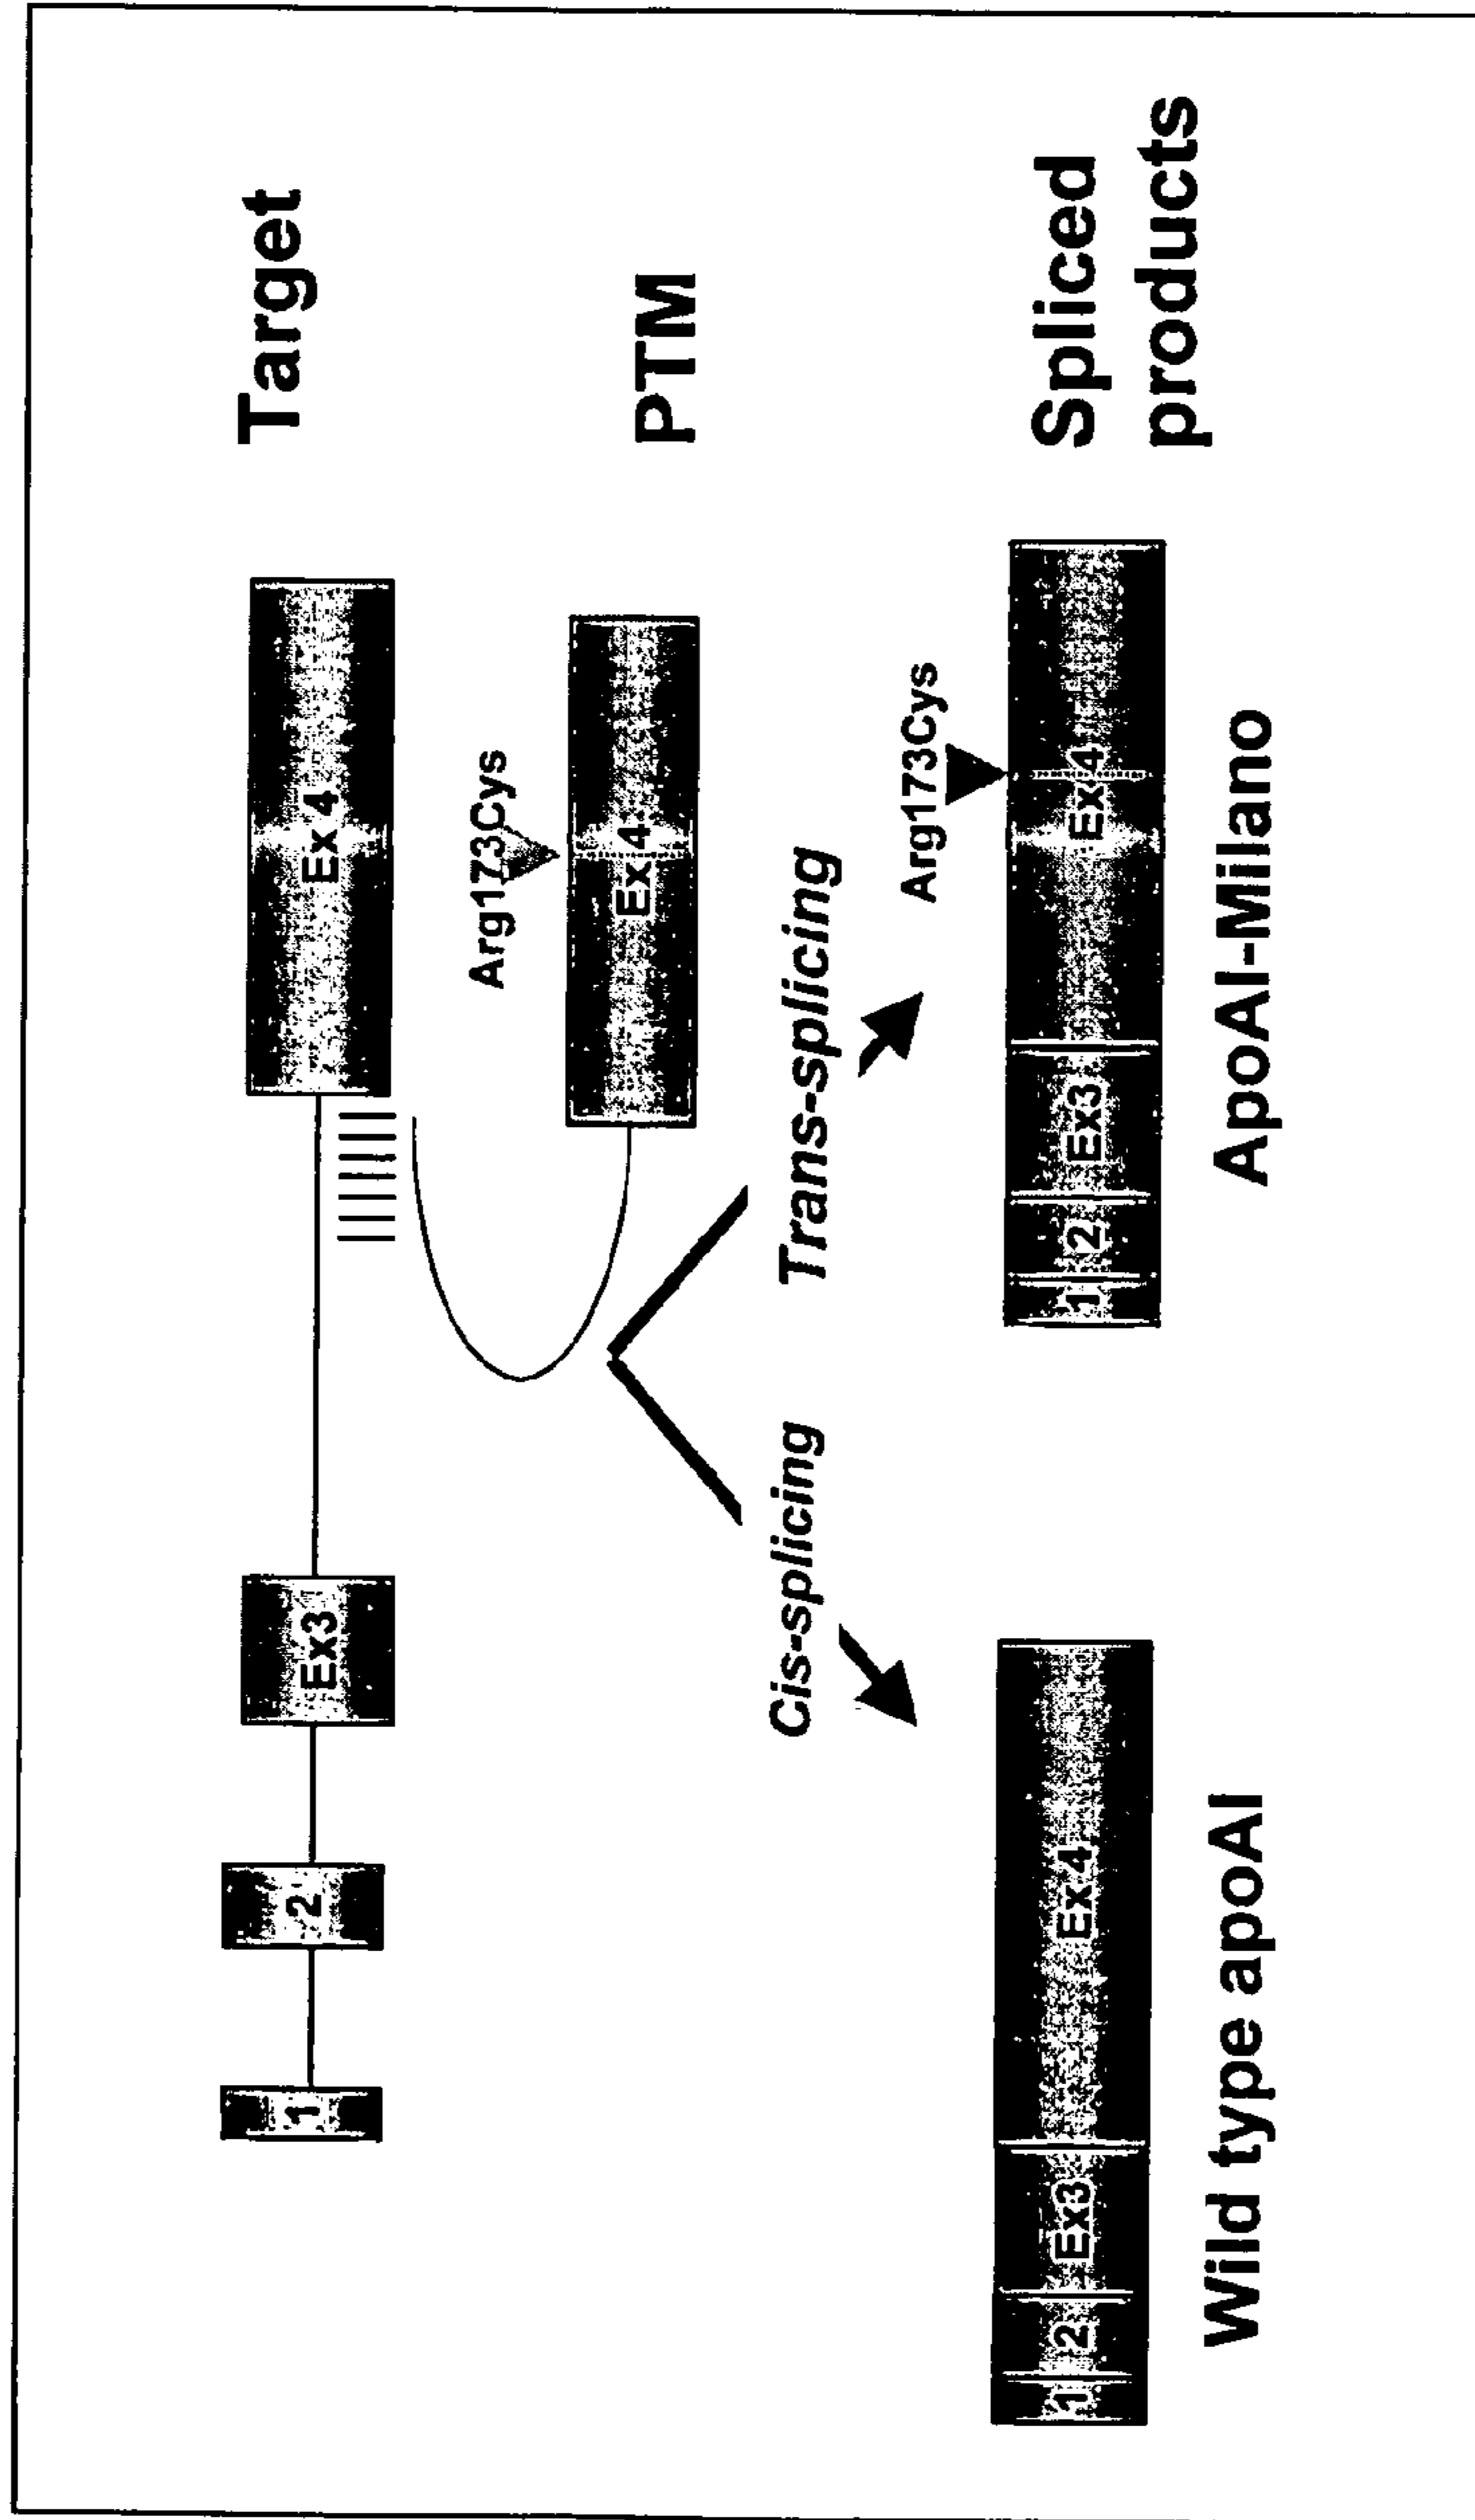 1
2
Ex3
Ex 4
Target
Arg173Cys
Ex 4
PTM
Cis-splicing
Trans-splicing
Arg173Cys
1
2
Ex3
Ex 4
1
2
Ex3
Ex 4
Spliced
products
Wild type apoAI
ApoAI-Milano